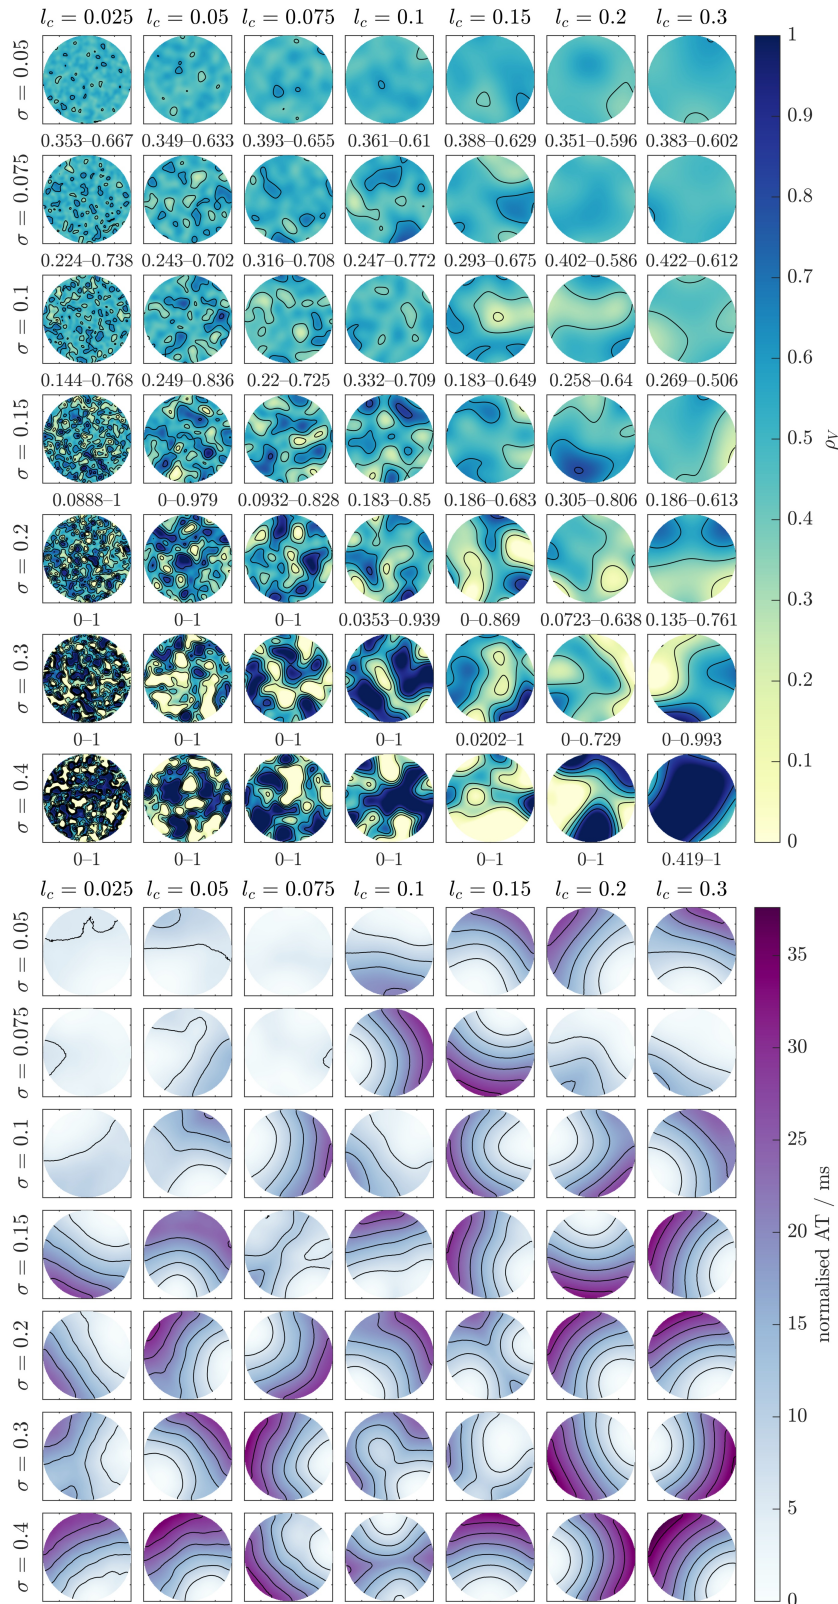 l_c = 0.025 l_c = 0.05 l_c = 0.075 l_c = 0.1 l_c = 0.15 l_c = 0.2 l_c = 0.3
σ = 0.05
0.353–0.667 0.349–0.633 0.393–0.655 0.361–0.61 0.388–0.629 0.351–0.596 0.383–0.602
σ = 0.075
0.224–0.738 0.243–0.702 0.316–0.708 0.247–0.772 0.293–0.675 0.402–0.586 0.422–0.612
σ = 0.1
0.144–0.768 0.249–0.836 0.22–0.725 0.332–0.709 0.183–0.649 0.258–0.64 0.269–0.506
σ = 0.15
0.0888–1 0–0.979 0.0932–0.828 0.183–0.85 0.186–0.683 0.305–0.806 0.186–0.613
σ = 0.2
0–1 0–1 0–1 0.0353–0.939 0–0.869 0.0723–0.638 0.135–0.761
σ = 0.3
0–1 0–1 0–1 0–1 0.0202–1 0–0.729 0–0.993
σ = 0.4
0–1 0–1 0–1 0–1 0–1 0–1 0.419–1
1
0.9
0.8
0.7
0.6
0.5
0.4
0.3
0.2
0.1
0
ρ_V
l_c = 0.025 l_c = 0.05 l_c = 0.075 l_c = 0.1 l_c = 0.15 l_c = 0.2 l_c = 0.3
σ = 0.05
σ = 0.075
σ = 0.1
σ = 0.15
σ = 0.2
σ = 0.3
σ = 0.4
35
30
25
20
15
10
5
0
normalised AT / ms